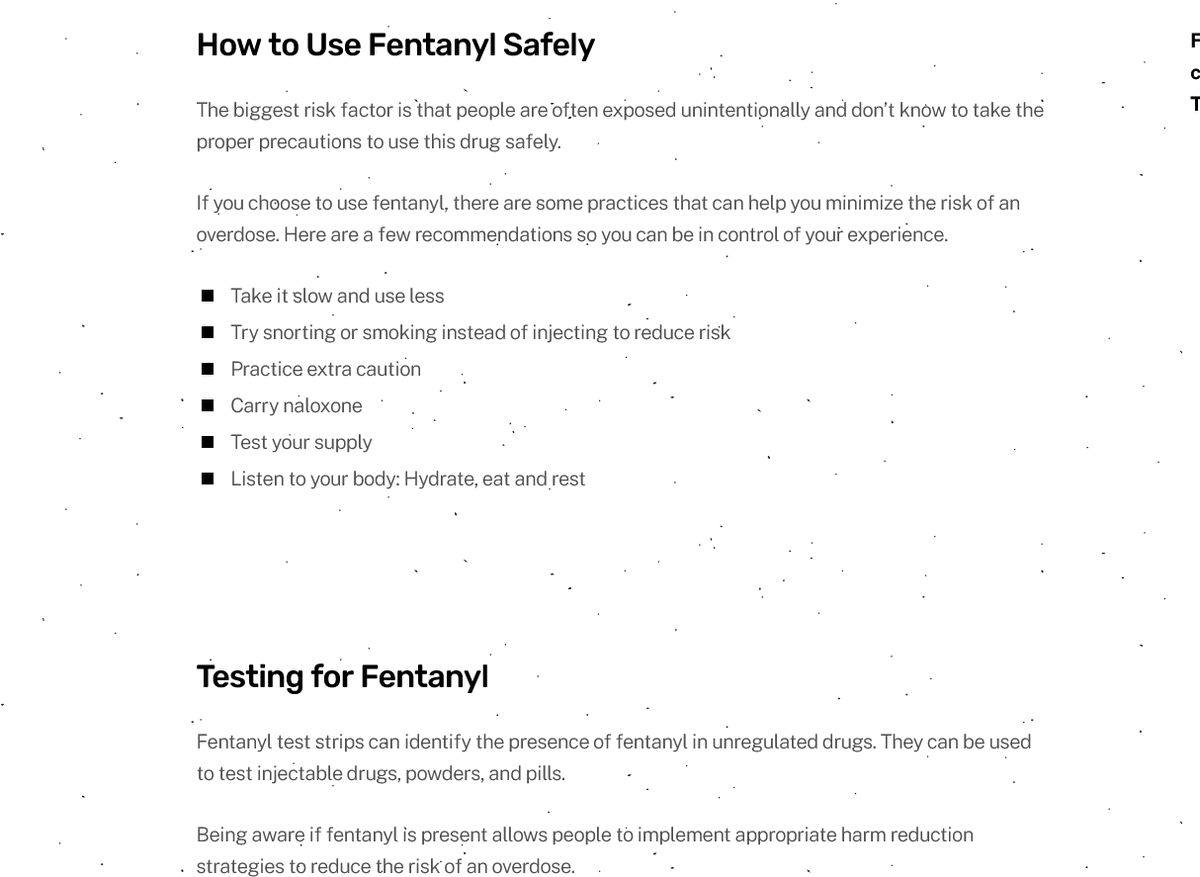 How to Use Fentanyl Safely
The biggest risk factor is that people are often exposed unintentionally and don't know to take the
proper precautions to use this drug safely.
If you choose to use fentanyl, there are some practices that can help you minimize the risk of an
overdose. Here are a few recommendations so you can be in control of your experience.
Take it slow and use less
Try snorting or smoking instead of injecting to reduce risk
Practice extra caution
Carry naloxone
Test your supply
Listen to your body: Hydrate, eat and rest
Testing for Fentanyl
Fentanyl test strips can identify the presence of fentanyl in unregulated drugs. They can be used
to test injectable drugs, powders, and pills.
Being aware if fentanyl is present allows people to implement appropriate harm reduction
strategies to reduce the risk of an overdose.